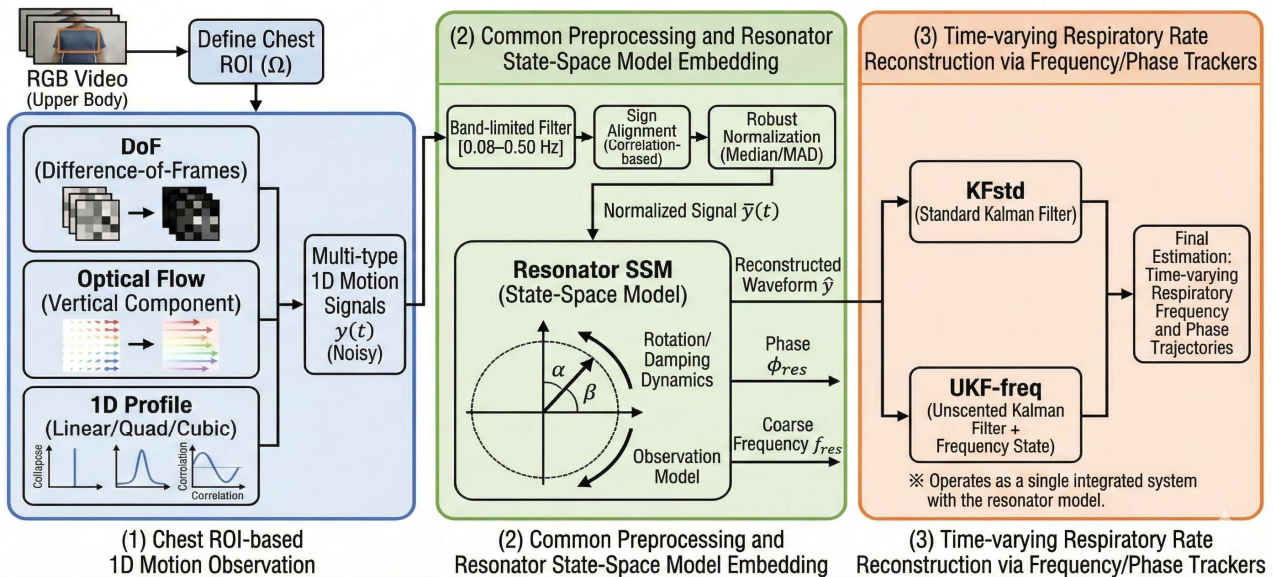 RGB Video
(Upper Body)
Define Chest
ROI (Ω)
DoF
(Difference-of-Frames)
Optical Flow
(Vertical Component)
1D Profile
(Linear/Quad/Cubic)
Collapose
Corrolation
Correlation
Multi-type
1D Motion
Signals
y(t)
(Noisy)
(1) Chest ROI-based
1D Motion Observation
(2) Common Preprocessing and Resonator
State-Space Model Embedding
Band-limited Filter
[0.08–0.50 Hz]
Sign
Alignment
(Correlation-
based)
Robust
Normalization
(Median/MAD)
Normalized Signal ȳ(t)
Resonator SSM
(State-Space Model)
α
β
Rotation/
Damping
Dynamics
Observation
Model
Reconstructed
Waveform ŷ
Phase
ϕres
Coarse
Frequency fres
(2) Common Preprocessing and
Resonator State-Space Model Embedding
(3) Time-varying Respiratory Rate
Reconstruction via Frequency/Phase Trackers
KFstd
(Standard Kalman Filter)
UKF-freq
(Unscented Kalman
Filter +
Frequency State)
Final
Estimation:
Time-varying
Respiratory
Frequency
and Phase
Trajectories
※ Operates as a single integrated system
with the resonator model.
(3) Time-varying Respiratory Rate
Reconstruction via Frequency/Phase Trackers